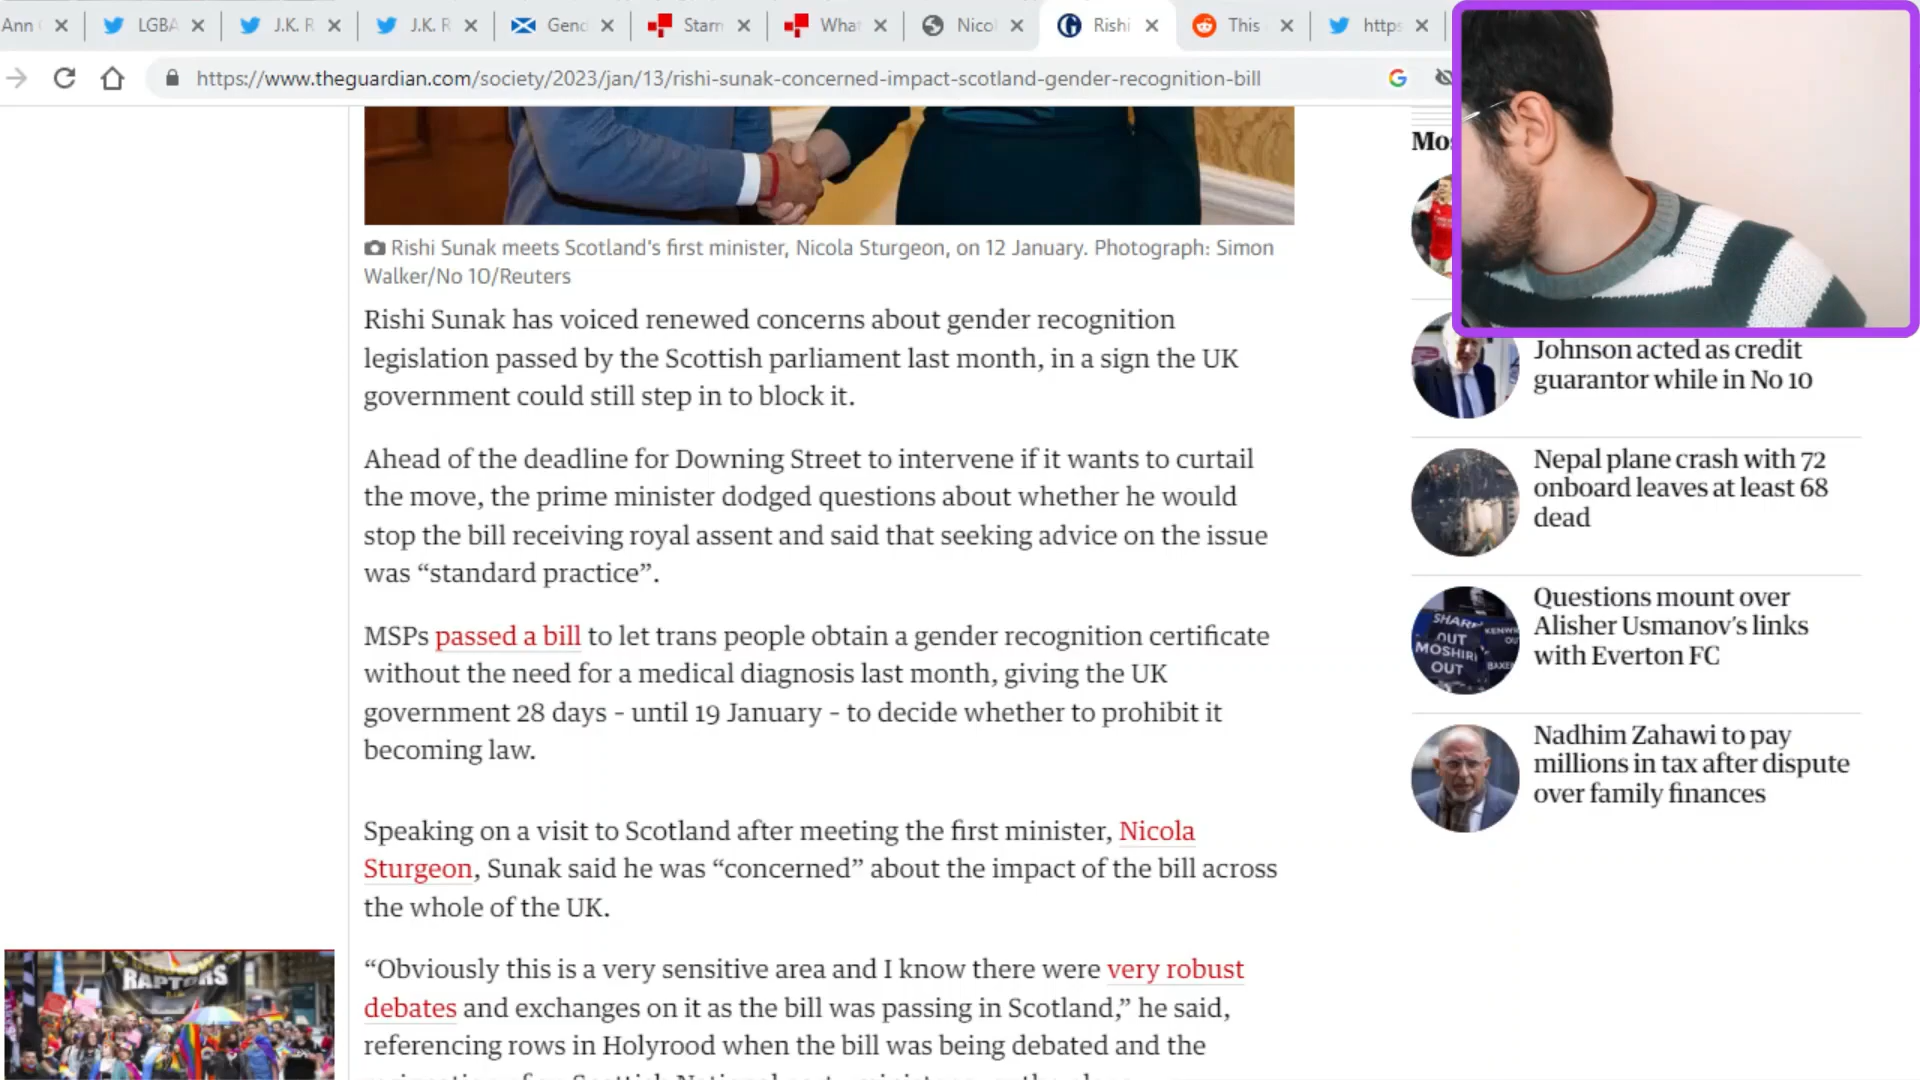 Ann
LGBA
J.K. R
J.K. R
Gend
Starm
What
Nicol
Rishi
This
https
https://www.theguardian.com/society/2023/jan/13/rishi-sunak-concerned-impact-scotland-gender-recognition-bill
Rishi Sunak meets Scotland's first minister, Nicola Sturgeon, on 12 January. Photograph: Simon
Walker/No 10/Reuters
Rishi Sunak has voiced renewed concerns about gender recognition
legislation passed by the Scottish parliament last month, in a sign the UK
government could still step in to block it.
Ahead of the deadline for Downing Street to intervene if it wants to curtail
the move, the prime minister dodged questions about whether he would
stop the bill receiving royal assent and said that seeking advice on the issue
was “standard practice”.
MSPs passed a bill to let trans people obtain a gender recognition certificate
without the need for a medical diagnosis last month, giving the UK
government 28 days - until 19 January - to decide whether to prohibit it
becoming law.
Speaking on a visit to Scotland after meeting the first minister, Nicola
Sturgeon, Sunak said he was “concerned” about the impact of the bill across
the whole of the UK.
“Obviously this is a very sensitive area and I know there were very robust
debates and exchanges on it as the bill was passing in Scotland,” he said,
referencing rows in Holyrood when the bill was being debated and the
Mos
Johnson acted as credit
guarantor while in No 10
Nepal plane crash with 72
onboard leaves at least 68
dead
Questions mount over
Alisher Usmanov's links
with Everton FC
SHARP
OUT
MOSHIRI
OUT
Nadhim Zahawi to pay
millions in tax after dispute
over family finances
RAPTORS